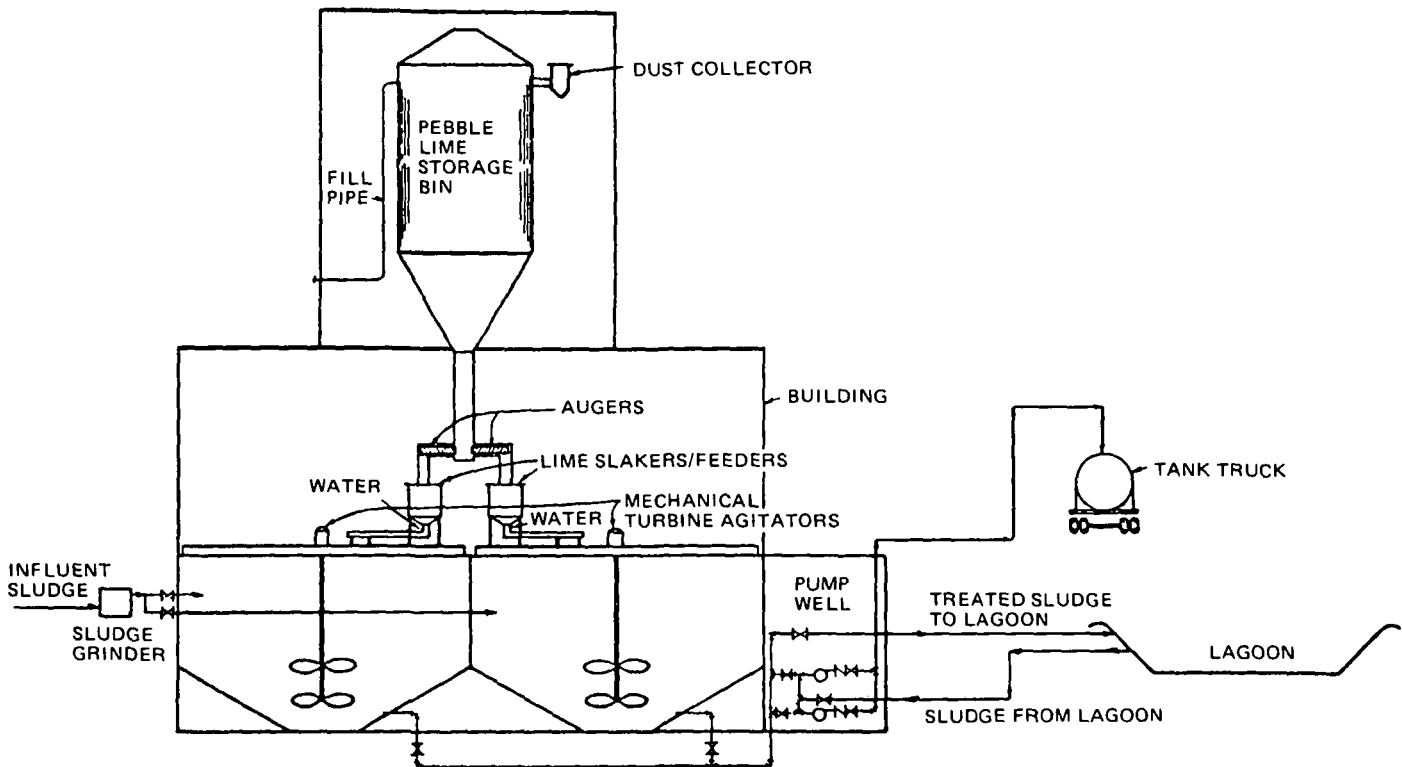 DUST COLLECTOR
PEBBLE
LIME
STORAGE
BIN
FILL
PIPE
BUILDING
AUGERS
LIME SLAKERS/FEEDERS
WATER
MECHANICAL
WATER
TURBINE AGITATORS
TANK TRUCK
INFLUENT
SLUDGE
SLUDGE
GRINDER
PUMP
WELL
TREATED SLUDGE
TO LAGOON
LAGOON
SLUDGE FROM LAGOON